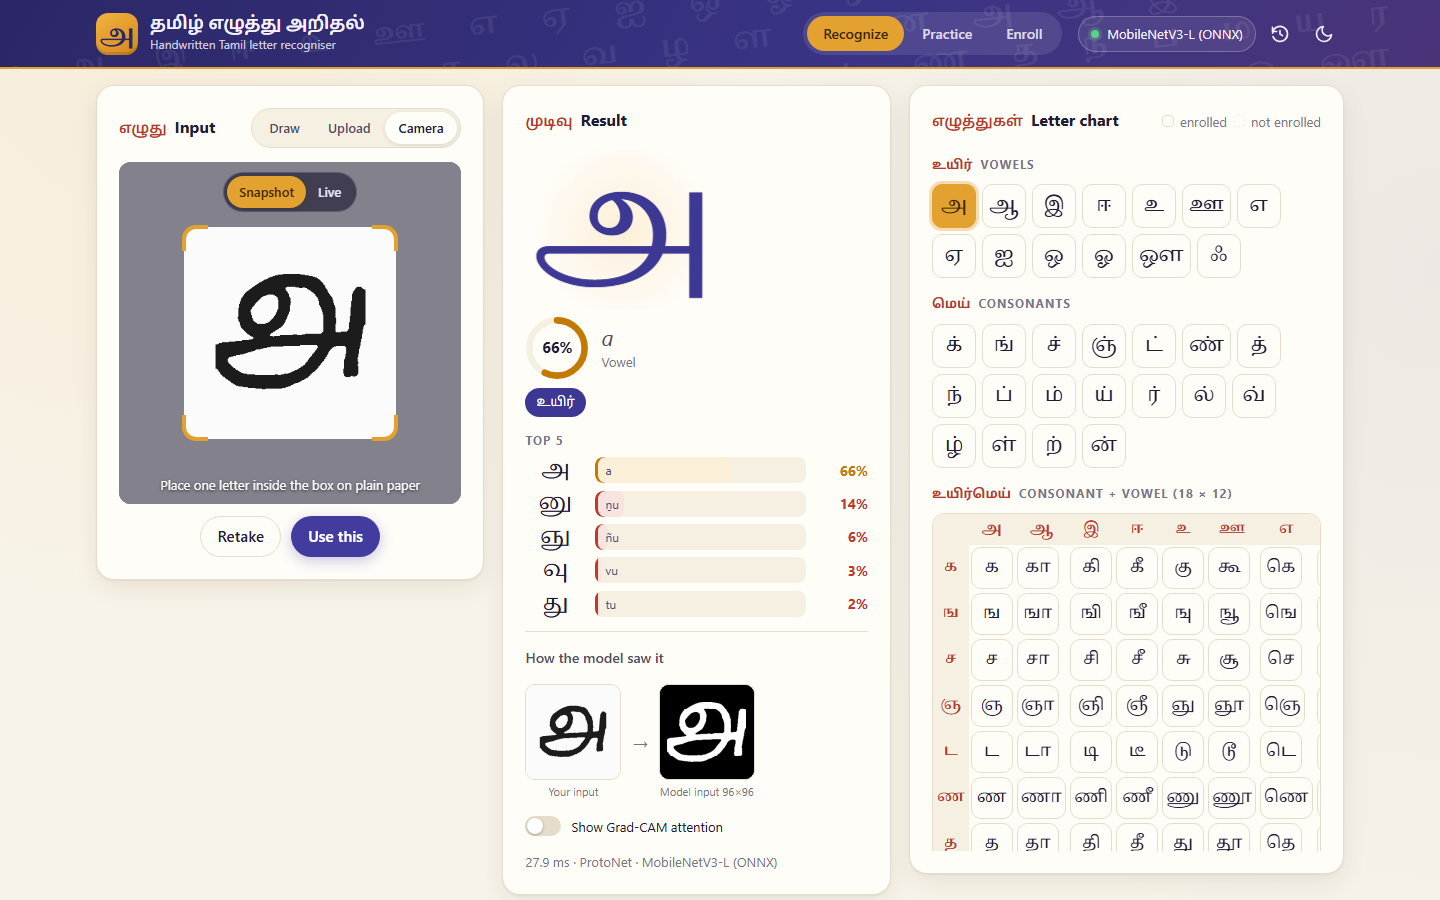 தமிழ் எழுத்து அறிதல்
Handwritten Tamil letter recogniser
Recognize Practice Enroll
MobileNetV3-L (ONNX)
எழுது Input
Draw Upload Camera
Snapshot Live
அ
Place one letter inside the box on plain paper
Retake Use this
முடிவு Result
அ
66%
a
Vowel
உயிர்
TOP 5
அ a 66%
ணு ṇu 14%
ஞு ñu 6%
வு vu 3%
து tu 2%
How the model saw it
அ → அ
Your input Model input 96×96
Show Grad-CAM attention
27.9 ms · ProtoNet · MobileNetV3-L (ONNX)
எழுத்துகள் Letter chart
enrolled not enrolled
உயிர் VOWELS
அ ஆ இ ஈ உ ஊ எ
ஏ ஐ ஒ ஓ ஔ ஃ
மெய் CONSONANTS
க் ங் ச் ஞ் ட் ண் த்
ந் ப் ம் ய் ர் ல் வ்
ழ் ள் ற் ன்
உயிர்மெய் CONSONANT + VOWEL (18 × 12)
அ ஆ இ ஈ உ ஊ எ
க க கா கி கீ கு கூ கெ
ங ங ஙா ஙி ஙீ ஙு ஙூ ஙெ
ச ச சா சி சீ சு சூ செ
ஞ ஞ ஞா ஞி ஞீ ஞு ஞூ ஞெ
ட ட டா டி டீ டு டூ டெ
ண ண ணா ணி ணீ ணு ணூ ணெ
த த தா தி தீ து தூ தெ